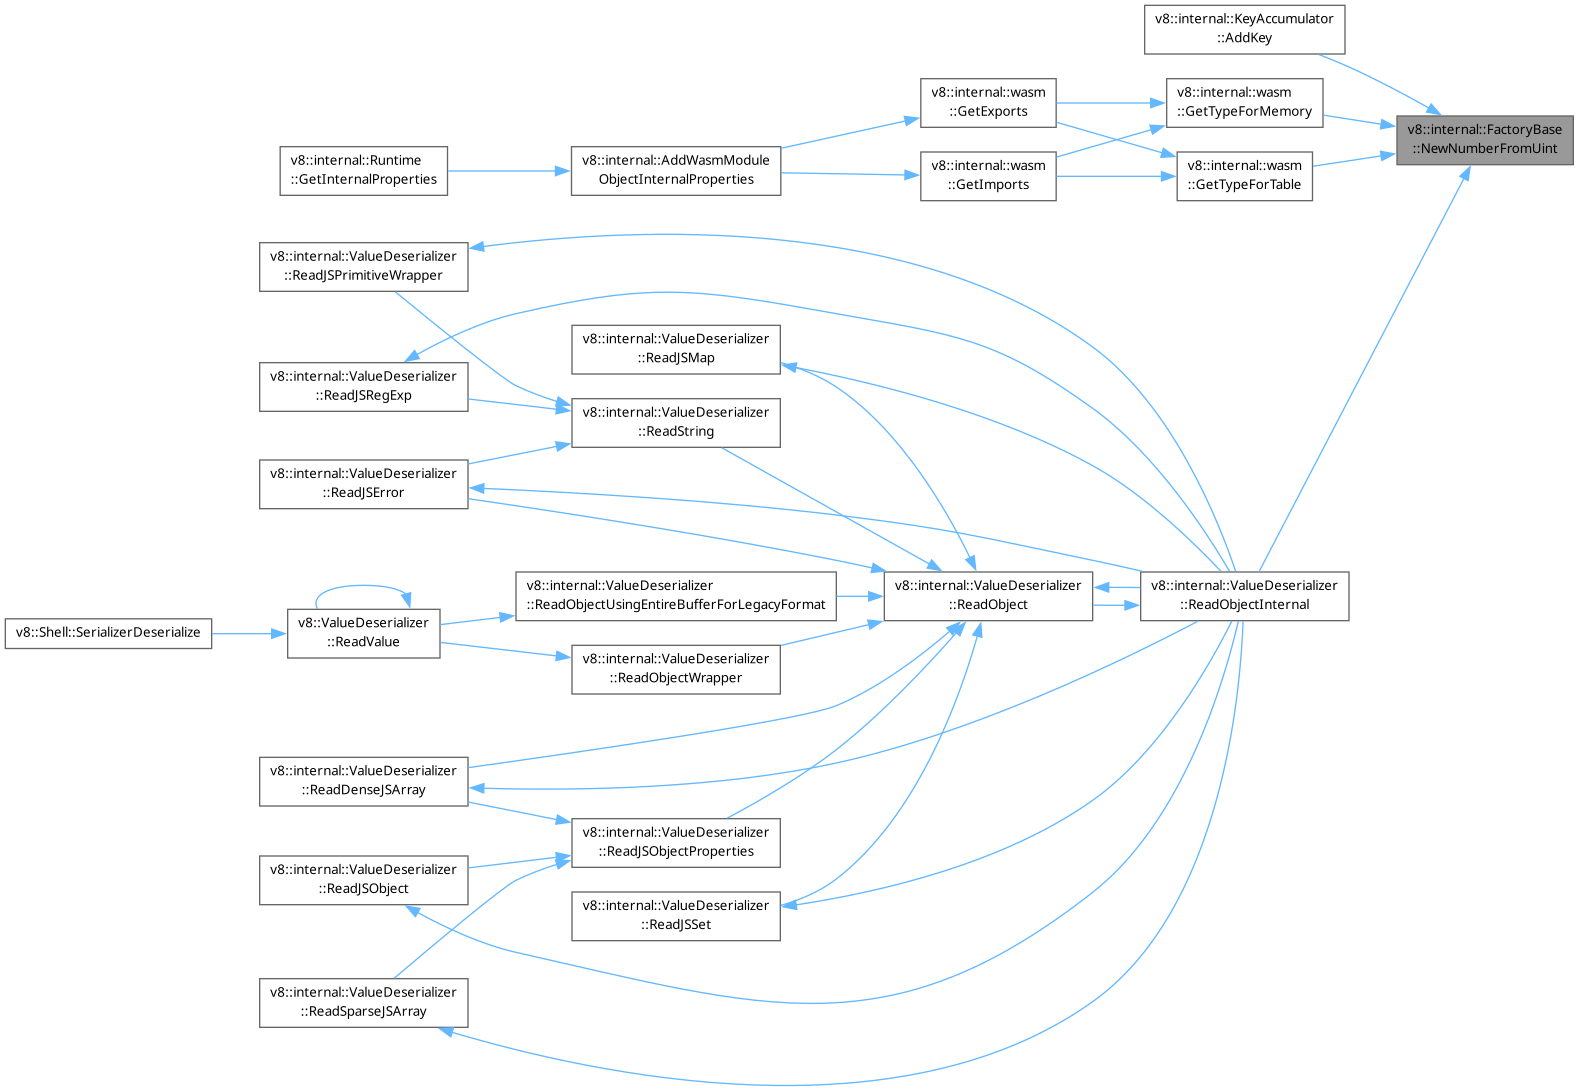 v8::internal::KeyAccumulator
::AddKey
v8::internal::wasm
::GetExports
v8::internal::wasm
::GetTypeForMemory
v8::internal::FactoryBase
::NewNumberFromUint
v8::internal::Runtime
::GetInternalProperties
v8::internal::AddWasmModule
ObjectInternalProperties
v8::internal::wasm
::GetImports
v8::internal::wasm
::GetTypeForTable
v8::internal::ValueDeserializer
::ReadJSPrimitiveWrapper
v8::internal::ValueDeserializer
::ReadJSMap
v8::internal::ValueDeserializer
::ReadJSRegExp
v8::internal::ValueDeserializer
::ReadString
v8::internal::ValueDeserializer
::ReadJSError
v8::internal::ValueDeserializer
::ReadObjectUsingEntireBufferForLegacyFormat
v8::internal::ValueDeserializer
::ReadObject
v8::internal::ValueDeserializer
::ReadObjectInternal
v8::Shell::SerializerDeserialize
v8::ValueDeserializer
::ReadValue
v8::internal::ValueDeserializer
::ReadObjectWrapper
v8::internal::ValueDeserializer
::ReadDenseJSArray
v8::internal::ValueDeserializer
::ReadJSObjectProperties
v8::internal::ValueDeserializer
::ReadJSObject
v8::internal::ValueDeserializer
::ReadJSSet
v8::internal::ValueDeserializer
::ReadSparseJSArray